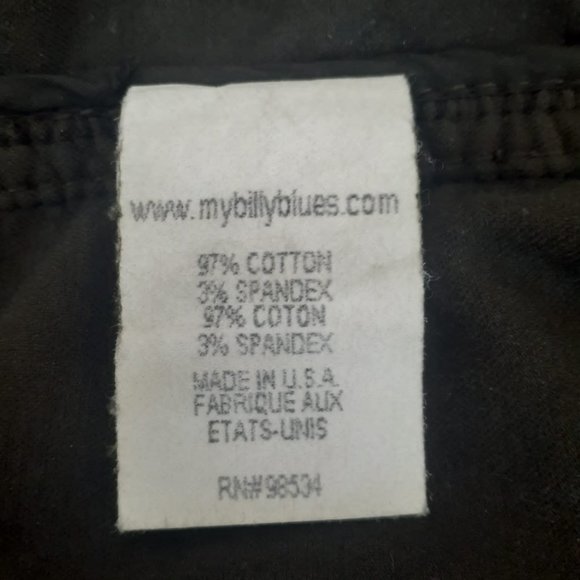 www.mybillyblues.com
97% COTTON
3% SPANDEX
97% COTON
3% SPANDEX
MADE IN U.S.A.
FABRIQUE AUX
ETATS-UNIS
RN# 98534